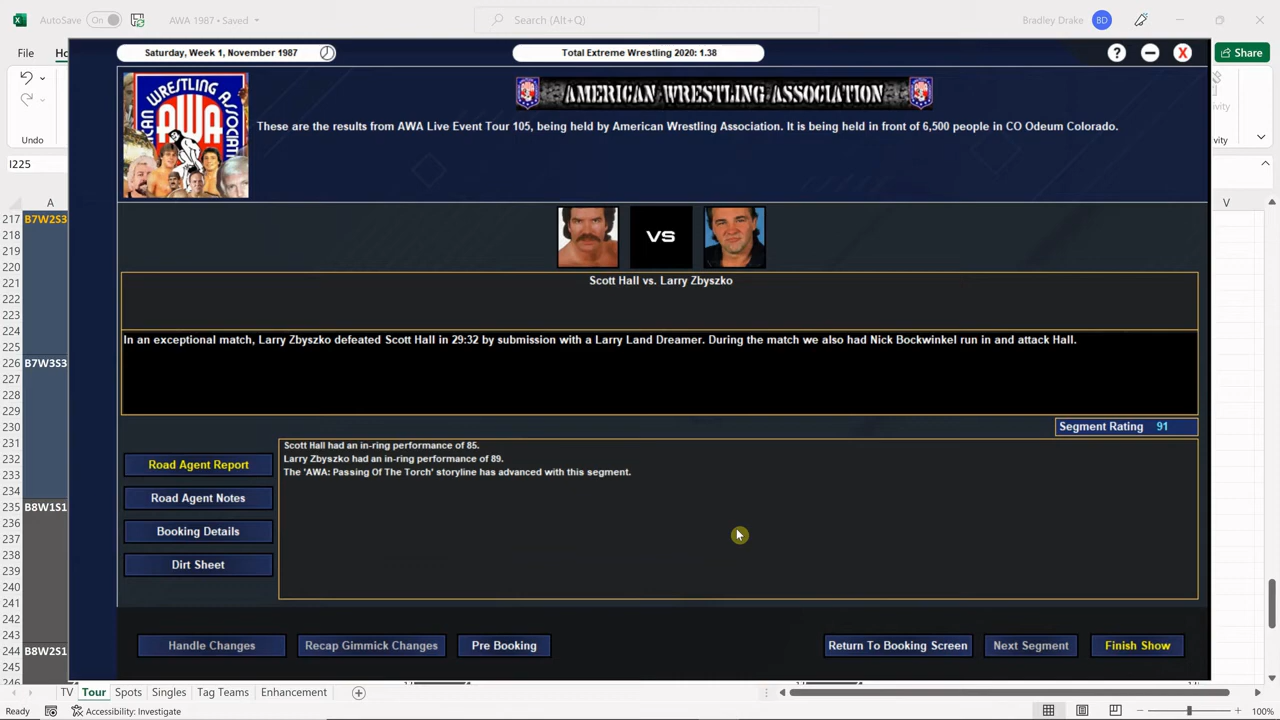 AutoSave On AWA 1987 • Saved Search (Alt+Q) Bradley Drake BD
File Ho Share
Saturday, Week 1, November 1987 Total Extreme Wrestling 2020: 1.38 ? X
WRESTLING ASSOCIATION
AWA
AMERICAN WRESTLING ASSOCIATION
These are the results from AWA Live Event Tour 105, being held by American Wrestling Association. It is being held in front of 6,500 people in CO Odeum Colorado.
Undo
I225
A V
VS
Scott Hall vs. Larry Zbyszko
In an exceptional match, Larry Zbyszko defeated Scott Hall in 29:32 by submission with a Larry Land Dreamer. During the match we also had Nick Bockwinkel run in and attack Hall.
Segment Rating 91
Scott Hall had an in-ring performance of 85.
Larry Zbyszko had an in-ring performance of 89.
The 'AWA: Passing Of The Torch' storyline has advanced with this segment.
Road Agent Report
Road Agent Notes
Booking Details
Dirt Sheet
217 B7W2S3
218
219
220
221
222
223
224
225
226 B7W3S3
227
228
229
230
231
232
233
234
235 B8W1S1
236
237
238
239
240
241
242
243
244 B8W2S1
245
246
Handle Changes Recap Gimmick Changes Pre Booking Return To Booking Screen Next Segment Finish Show
TV Tour Spots Singles Tag Teams Enhancement
Ready Accessibility: Investigate 100%